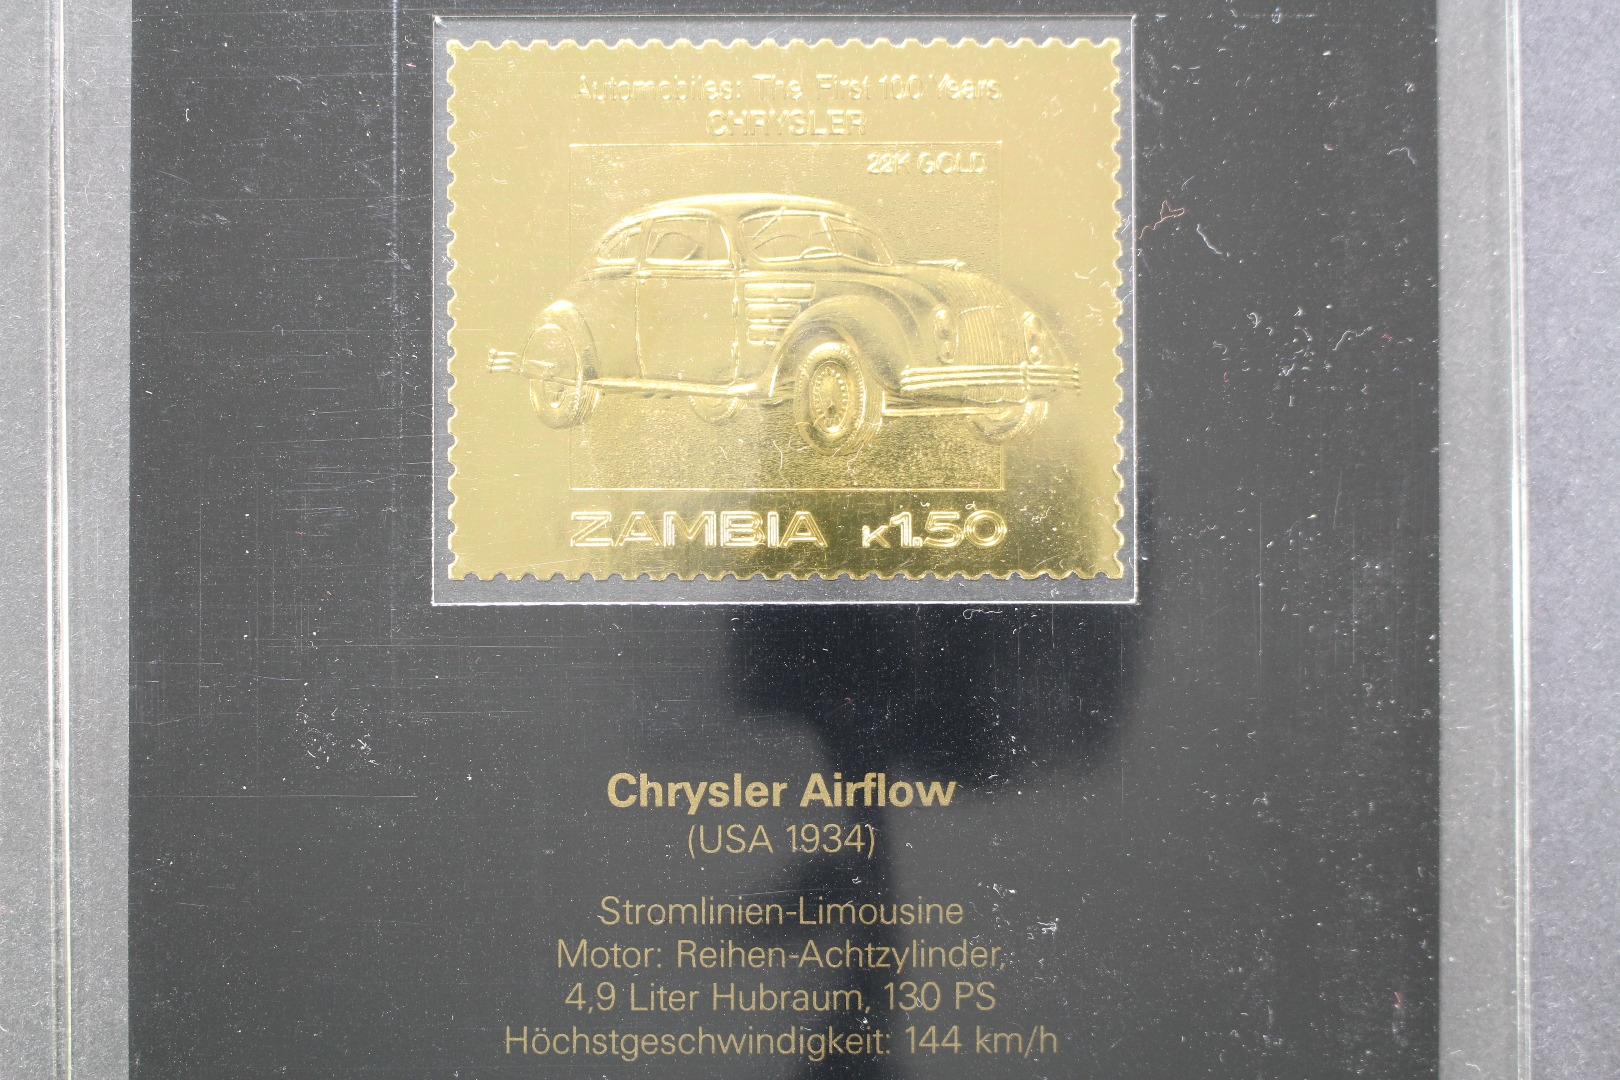 Automobiles: The First 100 Years
CHRYSLER
22K GOLD
ZAMBIA K1.50
Chrysler Airflow
(USA 1934)
Stromlinien-Limousine
Motor: Reihen-Achtzylinder,
4,9 Liter Hubraum, 130 PS
Höchstgeschwindigkeit: 144 km/h